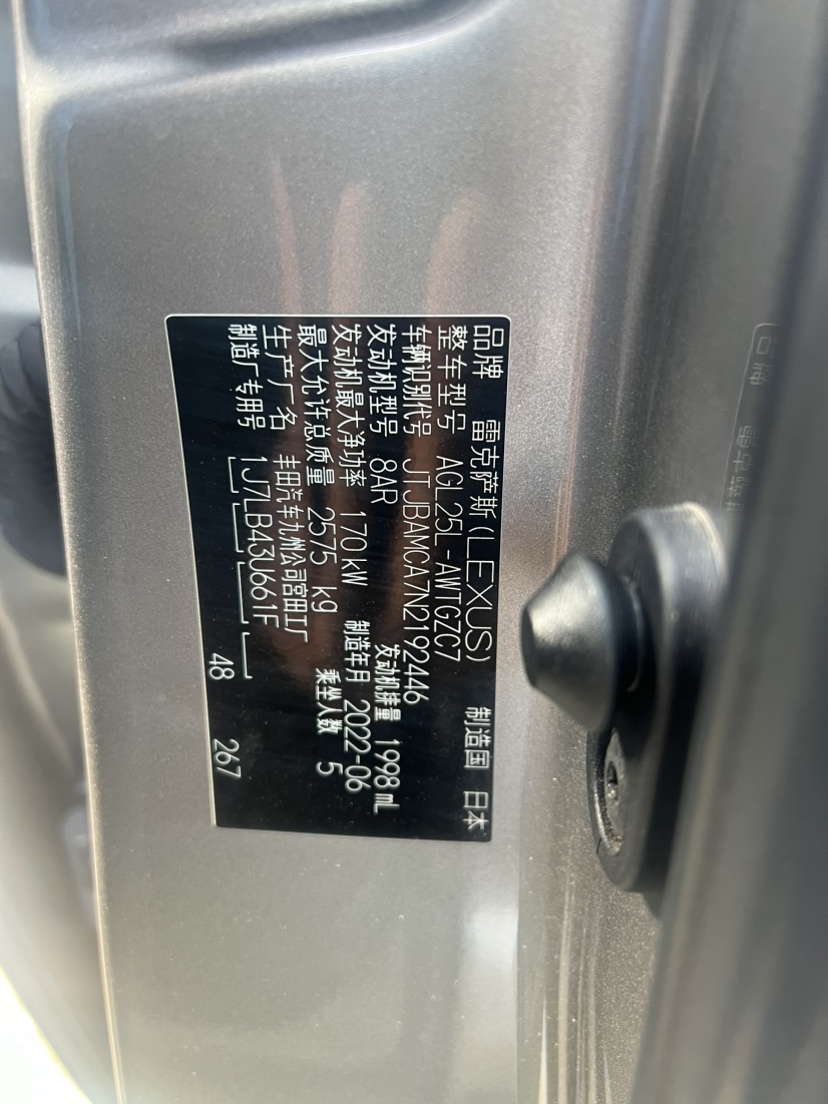 品牌 雷克萨斯(LEXUS) 制造国 日本
整车型号 AGL25L-AWTGZC7
车辆识别代号 JTJBAMCA7N2192446
发动机型号 8AR 发动机排量 1998mL
发动机最大净功率 170kW 制造年月 2022-06
最大允许总质量 2575 kg 乘坐人数 5
生产厂名 丰田汽车九州公司宫田工厂
制造厂专用号 1J7LB43U661F
48 267